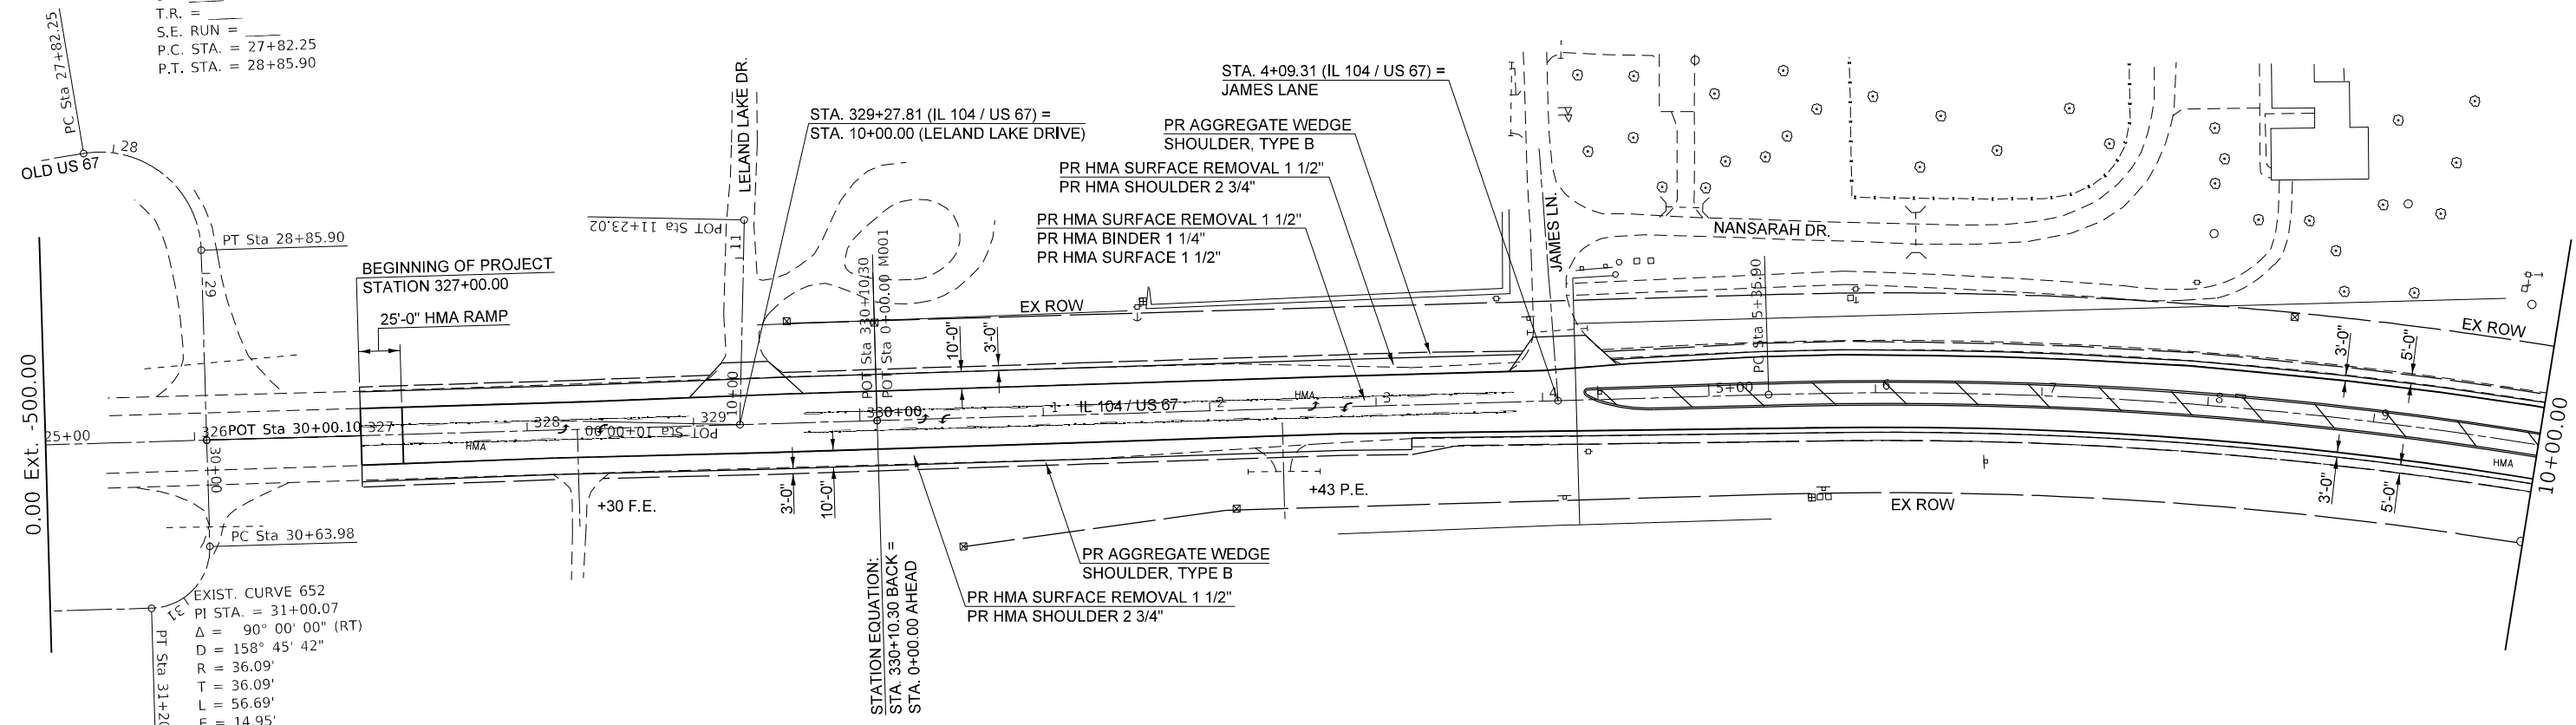 T.R. = ____
S.E. RUN = ____
P.C. STA. = 27+82.25
P.T. STA. = 28+85.90
PC Sta 27+82.25
28
OLD US 67
PT Sta 28+85.90
29
BEGINNING OF PROJECT
STATION 327+00.00
25'-0" HMA RAMP
0.00 Ext. -500.00
25+00
326
POT Sta 30+00.10
327
30+00
PC Sta 30+63.98
31
EXIST. CURVE 652
PI STA. = 31+00.07
Δ = 90° 00' 00" (RT)
D = 158° 45' 42"
R = 36.09'
T = 36.09'
L = 56.69'
E = 14.95'
PT Sta 31+20
HMA
328
POT Sta 10+00.00
329
10+00
+30 F.E.
LELAND LAKE DR.
POT Sta 11+23.02
11
STA. 329+27.81 (IL 104 / US 67) =
STA. 10+00.00 (LELAND LAKE DRIVE)
POT Sta 330+10.30
POT Sta 0+00.00 M001
330+00
3'-0"
10'-0"
10'-0"
3'-0"
EX ROW
STATION EQUATION:
STA. 330+10.30 BACK =
STA. 0+00.00 AHEAD
1
IL 104 / US 67
2
HMA
3
4
STA. 4+09.31 (IL 104 / US 67) =
JAMES LANE
PR AGGREGATE WEDGE
SHOULDER, TYPE B
PR HMA SURFACE REMOVAL 1 1/2"
PR HMA SHOULDER 2 3/4"
PR HMA SURFACE REMOVAL 1 1/2"
PR HMA BINDER 1 1/4"
PR HMA SURFACE 1 1/2"
+43 P.E.
PR AGGREGATE WEDGE
SHOULDER, TYPE B
PR HMA SURFACE REMOVAL 1 1/2"
PR HMA SHOULDER 2 3/4"
JAMES LN.
NANSARAH DR.
PC Sta 5+35.90
5+00
6
7
8
9
EX ROW
EX ROW
3'-0"
5'-0"
3'-0"
5'-0"
HMA
10+00.00